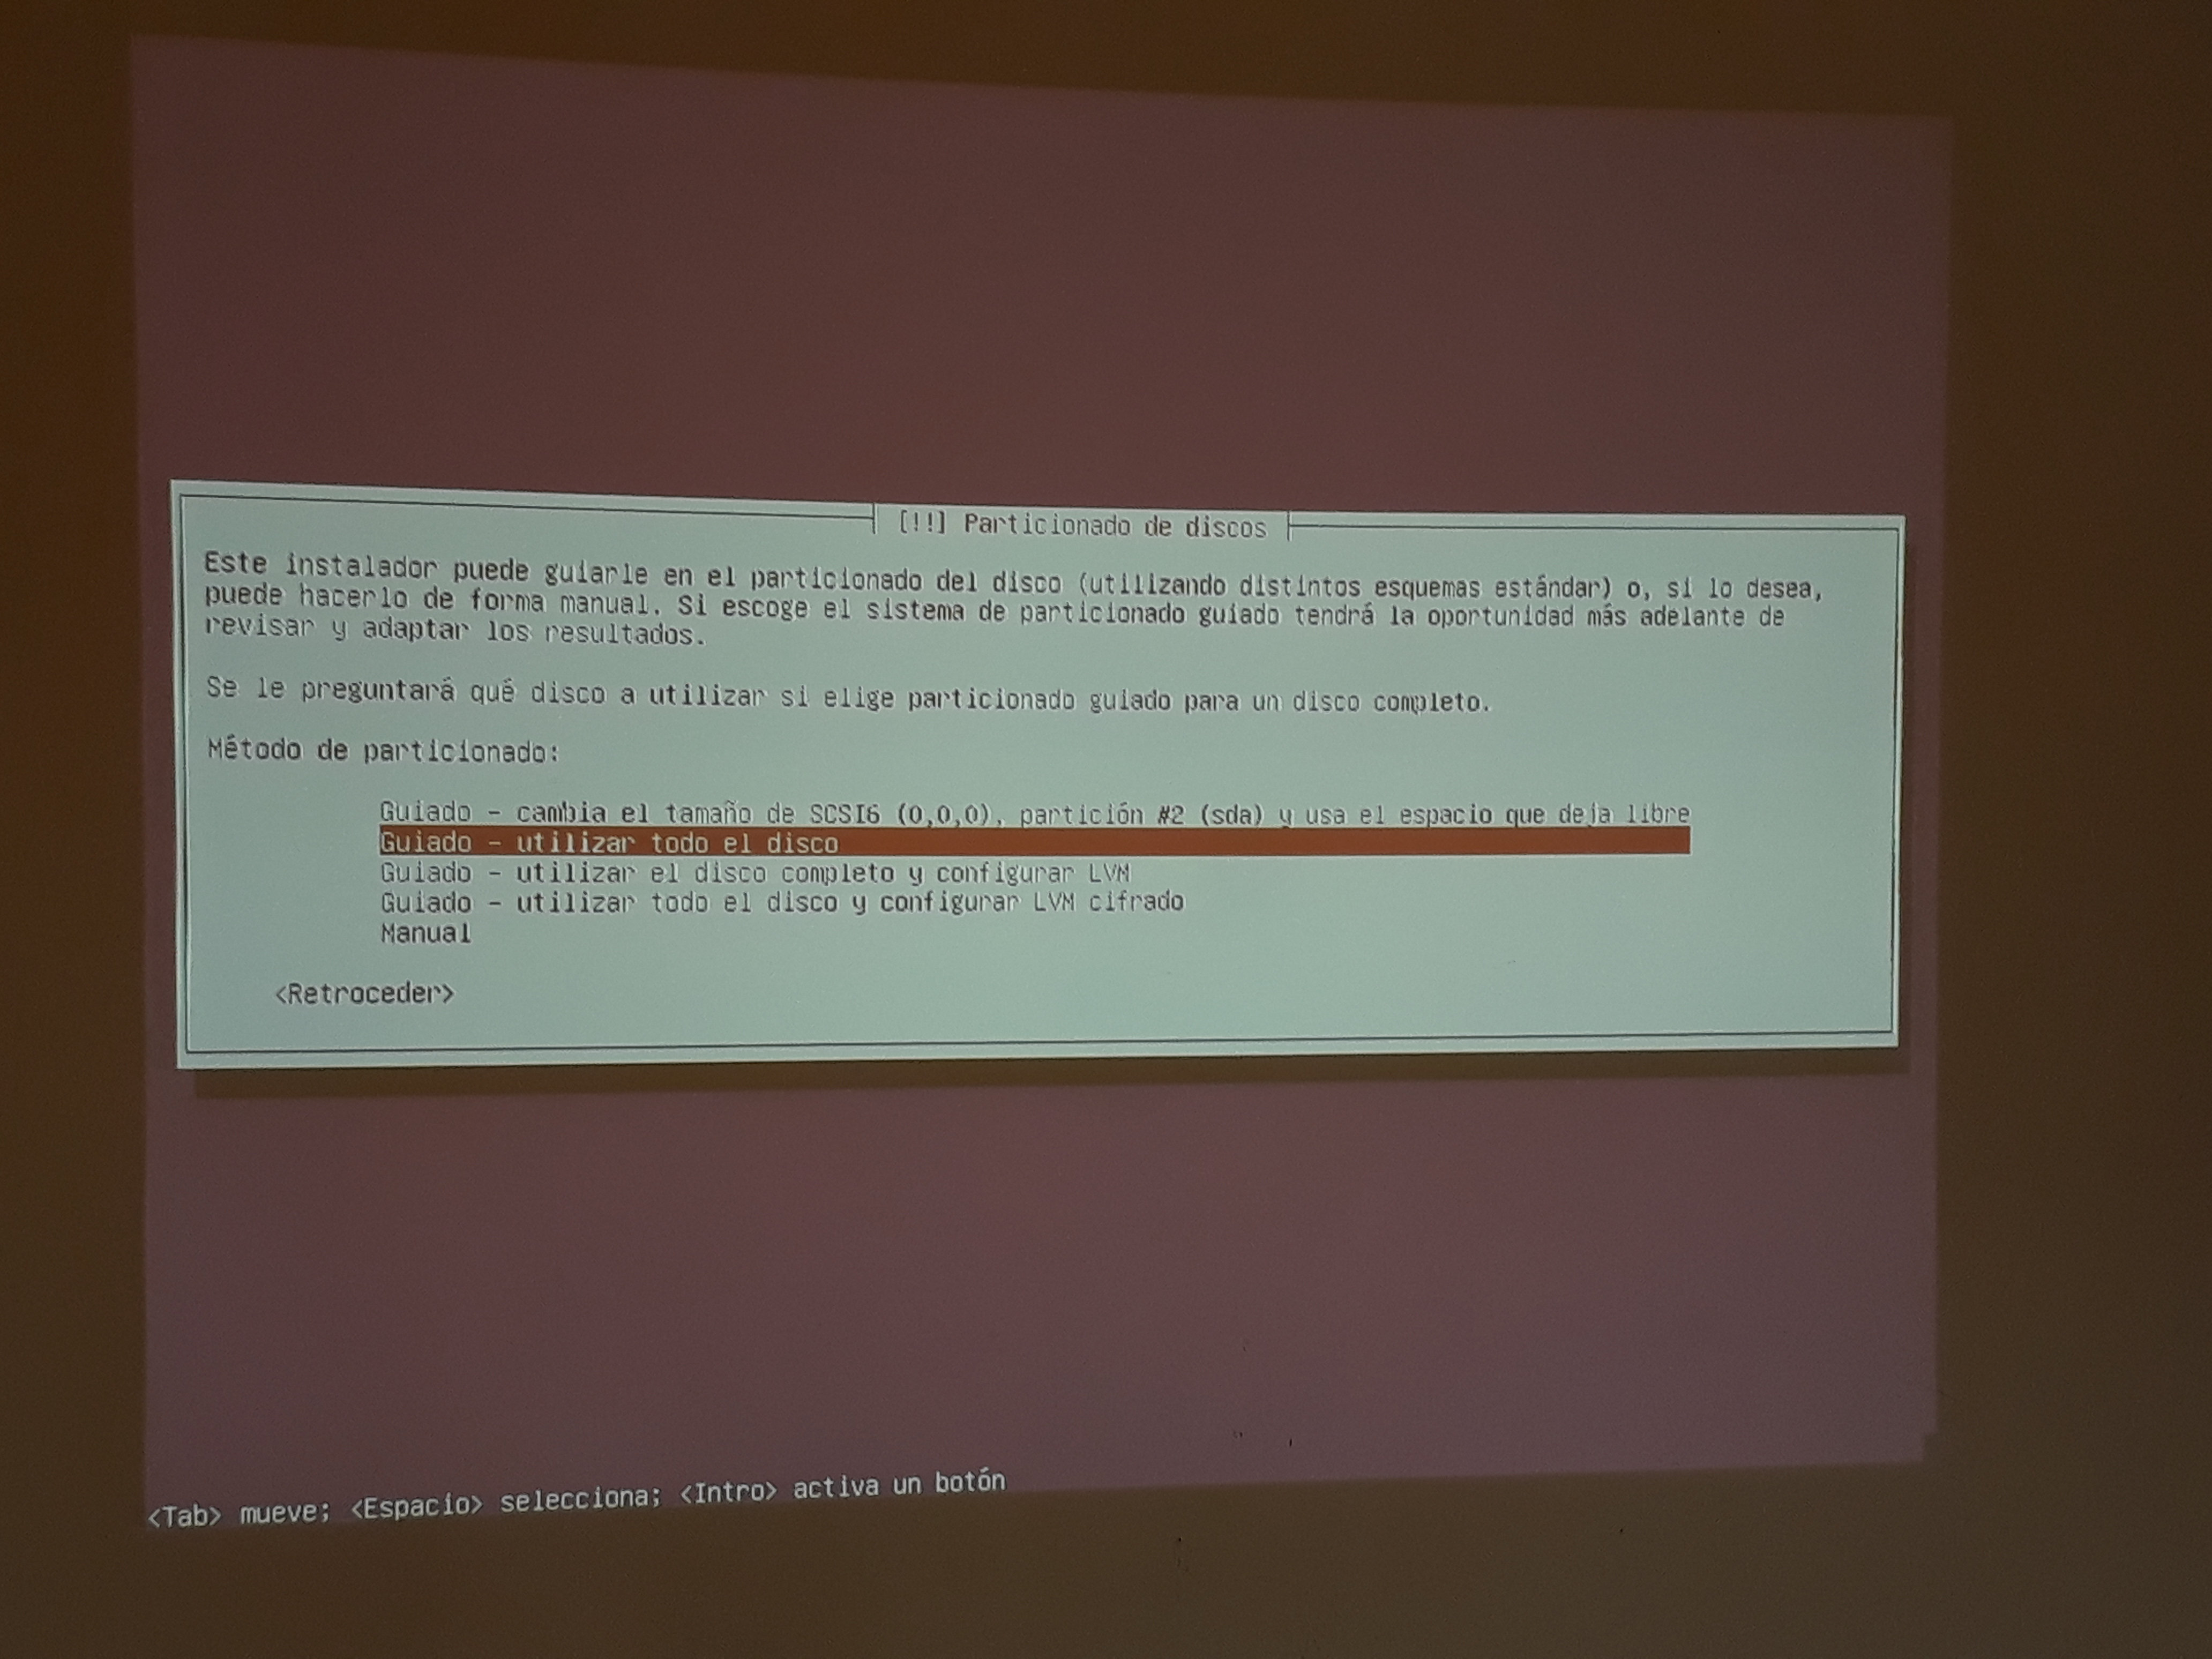 [!!] Particionado de discos
Este instalador puede guiarle en el particionado del disco (utilizando distintos esquemas estándar) o, si lo desea,
puede hacerlo de forma manual. Si escoge el sistema de particionado guiado tendrá la oportunidad más adelante de
revisar y adaptar los resultados.
Se le preguntará qué disco a utilizar si elige particionado guiado para un disco completo.
Método de particionado:
Guiado - cambia el tamaño de SCSI6 (0,0,0), partición #2 (sda) y usa el espacio que deja libre
Guiado - utilizar todo el disco
Guiado - utilizar el disco completo y configurar LVM
Guiado - utilizar todo el disco y configurar LVM cifrado
Manual
<Retroceder>
<Tab> mueve; <Espacio> selecciona; <Intro> activa un botón